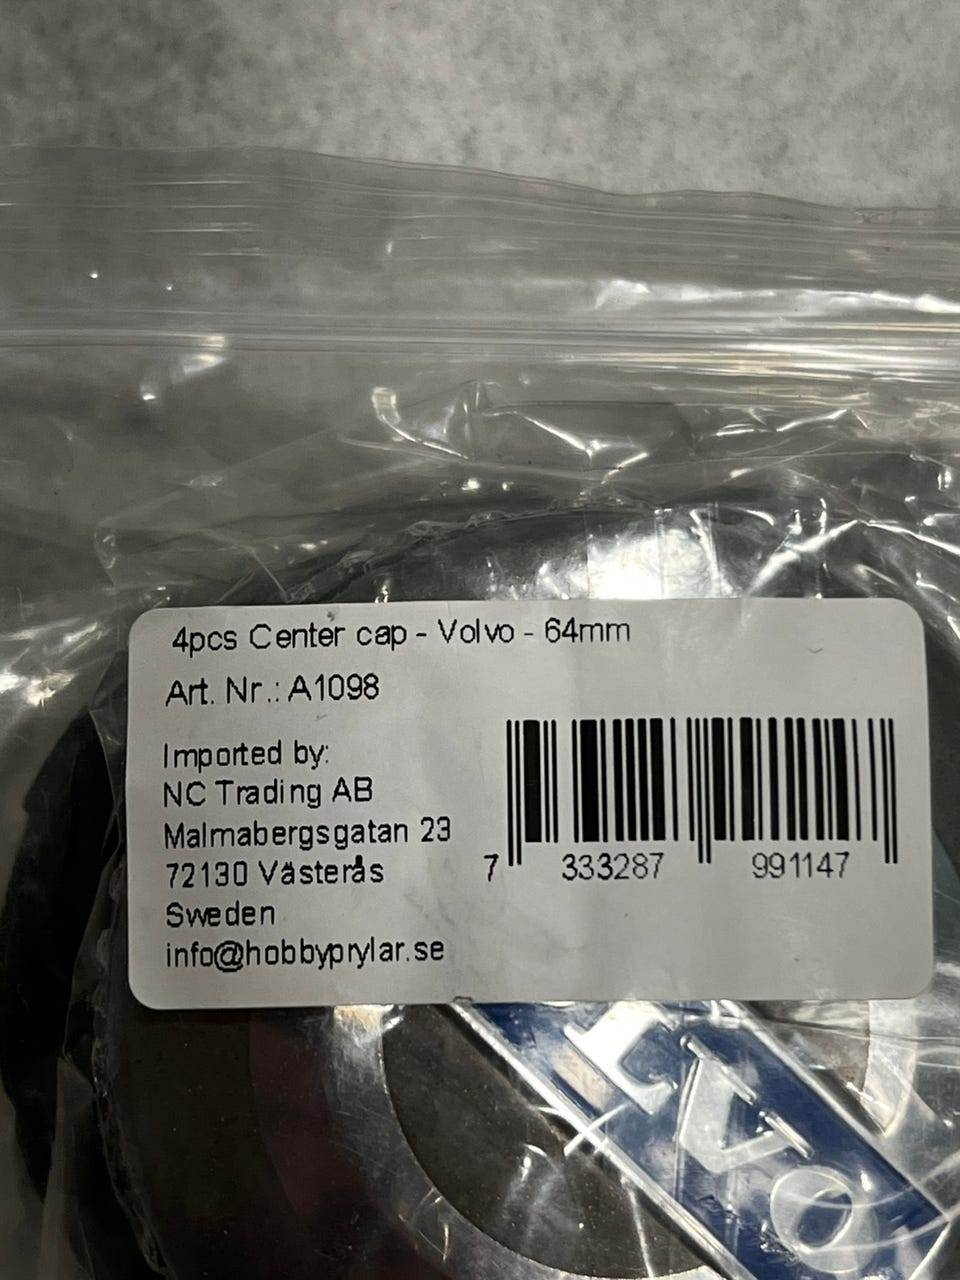 4pcs Center cap - Volvo - 64mm
Art. Nr.: A1098
Imported by:
NC Trading AB
Malmabergsgatan 23
72130 Västerås
Sweden
info@hobbyprylar.se
7 333287 991147
LVO